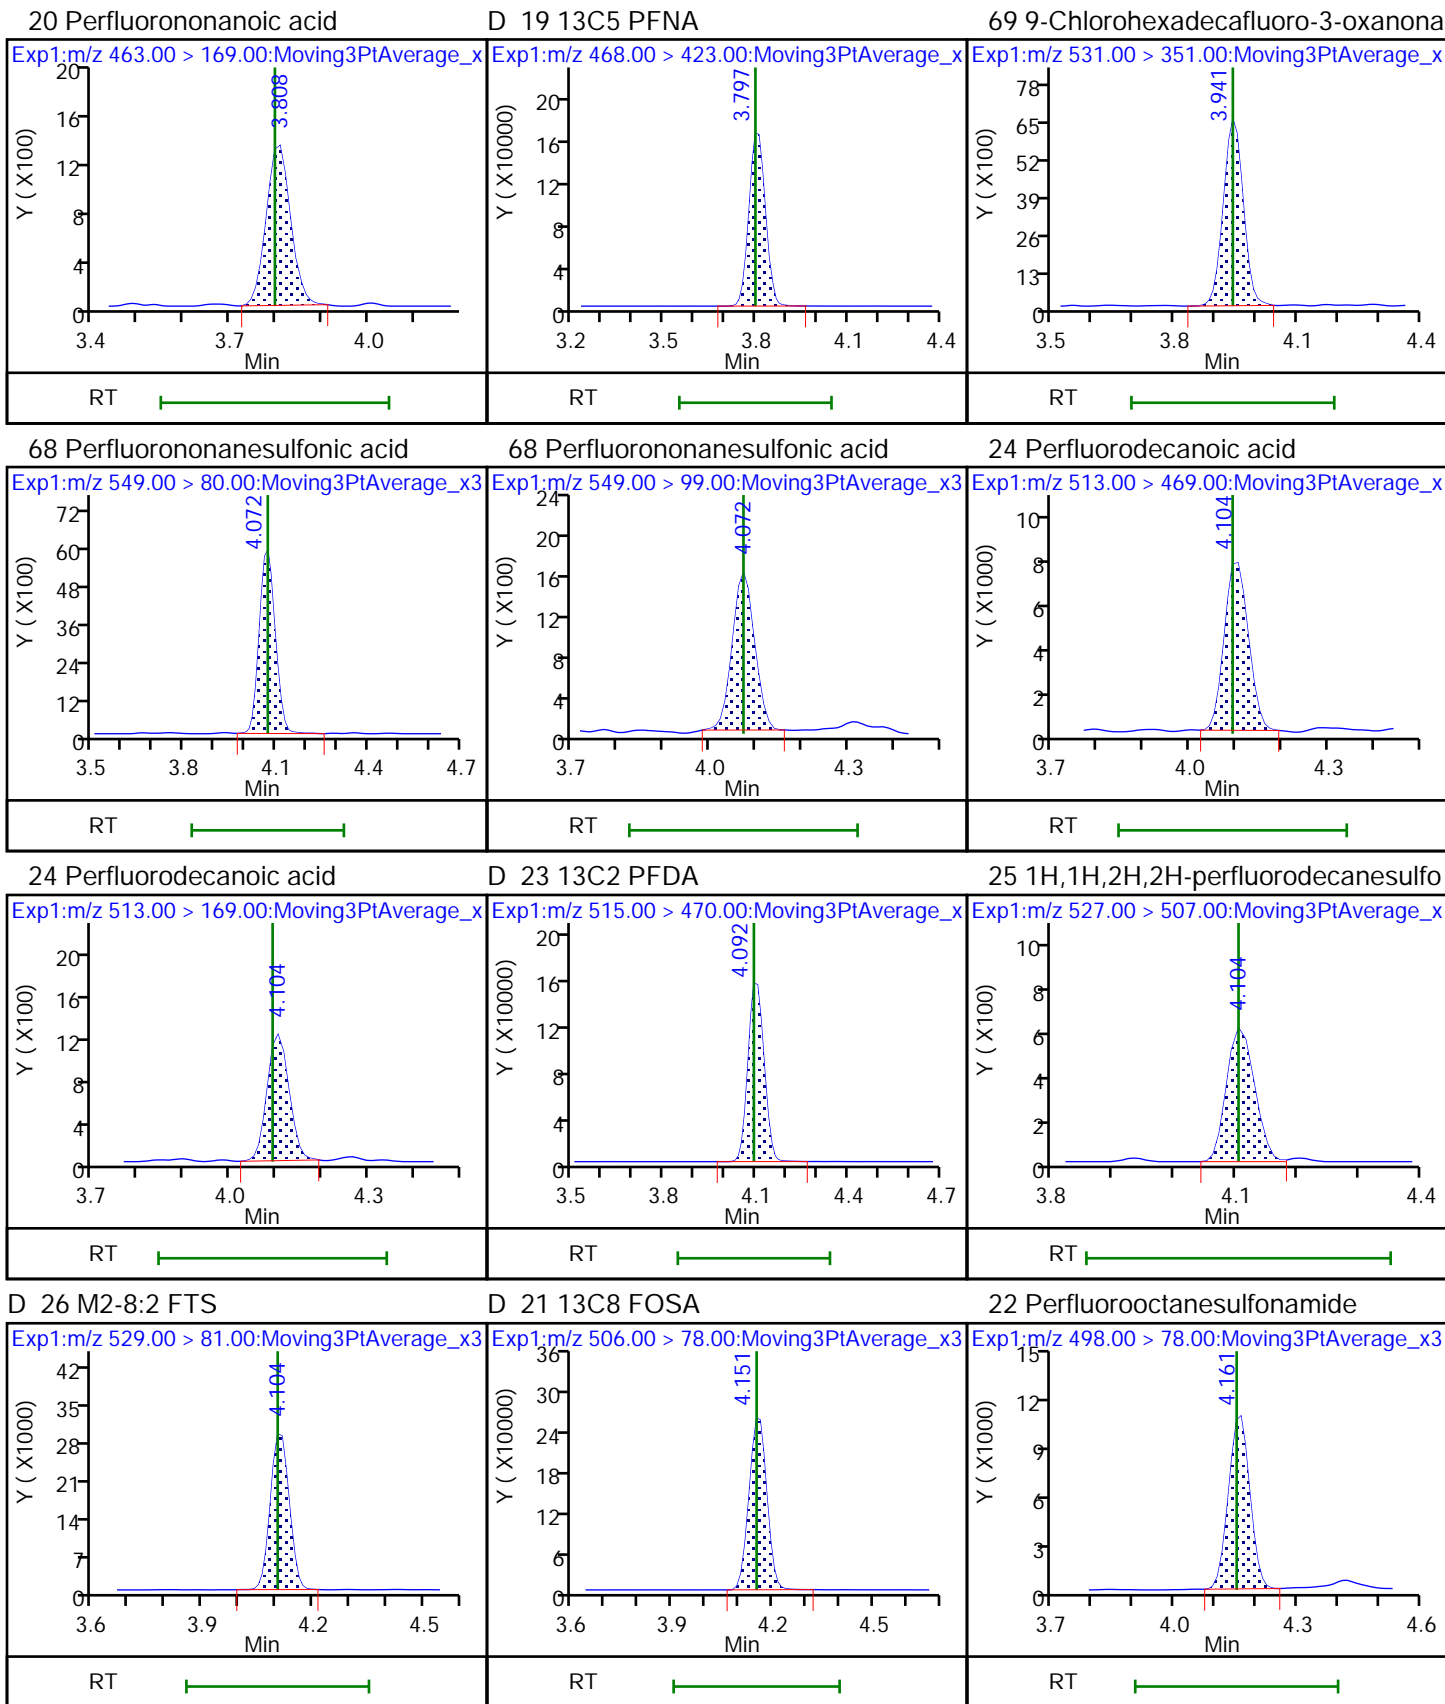 20 Perfluorononanoic acid
Exp1:m/z 463.00 > 169.00:Moving3PtAverage_x
Y ( X100)
20
16
12
8
4
0
3.808
3.4 3.7 4.0
Min
RT
D 19 13C5 PFNA
Exp1:m/z 468.00 > 423.00:Moving3PtAverage_x
Y ( X10000)
20
16
12
8
4
0
3.797
3.2 3.5 3.8 4.1 4.4
Min
RT
69 9-Chlorohexadecafluoro-3-oxanona
Exp1:m/z 531.00 > 351.00:Moving3PtAverage_x
Y ( X100)
78
65
52
39
26
13
0
3.941
3.5 3.8 4.1 4.4
Min
RT
68 Perfluorononanesulfonic acid
Exp1:m/z 549.00 > 80.00:Moving3PtAverage_x3
Y ( X100)
72
60
48
36
24
12
0
4.072
3.5 3.8 4.1 4.4 4.7
Min
RT
68 Perfluorononanesulfonic acid
Exp1:m/z 549.00 > 99.00:Moving3PtAverage_x3
Y ( X100)
24
20
16
12
8
4
0
4.072
3.7 4.0 4.3
Min
RT
24 Perfluorodecanoic acid
Exp1:m/z 513.00 > 469.00:Moving3PtAverage_x
Y ( X1000)
10
8
6
4
2
0
4.104
3.7 4.0 4.3
Min
RT
24 Perfluorodecanoic acid
Exp1:m/z 513.00 > 169.00:Moving3PtAverage_x
Y ( X100)
20
16
12
8
4
0
4.104
3.7 4.0 4.3
Min
RT
D 23 13C2 PFDA
Exp1:m/z 515.00 > 470.00:Moving3PtAverage_x
Y ( X10000)
20
16
12
8
4
0
4.092
3.5 3.8 4.1 4.4 4.7
Min
RT
25 1H,1H,2H,2H-perfluorodecanesulfo
Exp1:m/z 527.00 > 507.00:Moving3PtAverage_x
Y ( X100)
10
8
6
4
2
0
4.104
3.8 4.1 4.4
Min
RT
D 26 M2-8:2 FTS
Exp1:m/z 529.00 > 81.00:Moving3PtAverage_x3
Y ( X1000)
42
35
28
21
14
7
0
4.104
3.6 3.9 4.2 4.5
Min
RT
D 21 13C8 FOSA
Exp1:m/z 506.00 > 78.00:Moving3PtAverage_x3
Y ( X10000)
36
30
24
18
12
6
0
4.151
3.6 3.9 4.2 4.5
Min
RT
22 Perfluorooctanesulfonamide
Exp1:m/z 498.00 > 78.00:Moving3PtAverage_x3
Y ( X1000)
15
12
9
6
3
0
4.161
3.7 4.0 4.3 4.6
Min
RT